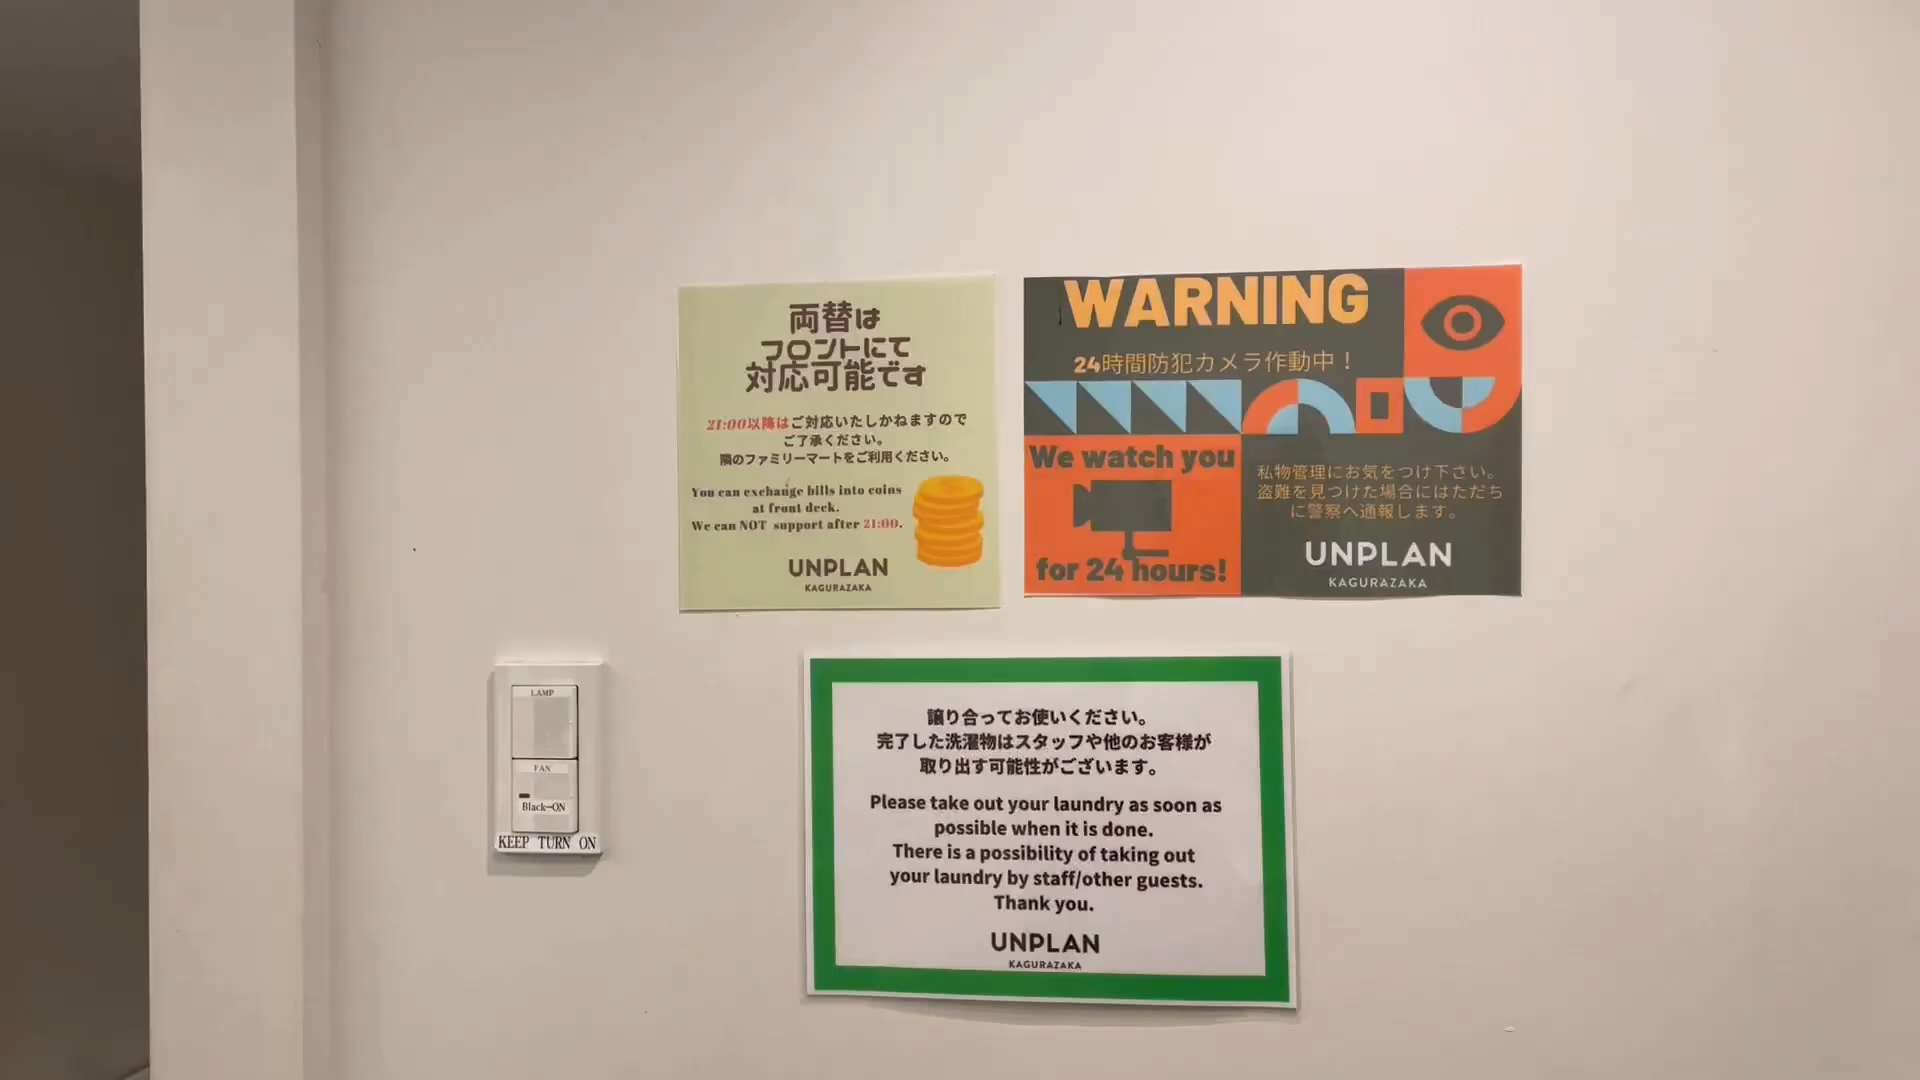 両替は
フロントにて
対応可能です
21:00以降はご対応いたしかねますので
ご了承ください。
隣のファミリーマートをご利用ください。
You can exchange bills into coins
at front deck.
We can NOT support after 21:00.
UNPLAN
KAGURAZAKA
WARNING
24時間防犯カメラ作動中！
We watch you
for 24 hours!
私物管理にお気をつけ下さい。
盗難を見つけた場合にはただち
に警察へ通報します。
UNPLAN
KAGURAZAKA
LAMP
FAN
Black-ON
KEEP TURN ON
譲り合ってお使いください。
完了した洗濯物はスタッフや他のお客様が
取り出す可能性がございます。
Please take out your laundry as soon as
possible when it is done.
There is a possibility of taking out
your laundry by staff/other guests.
Thank you.
UNPLAN
KAGURAZAKA